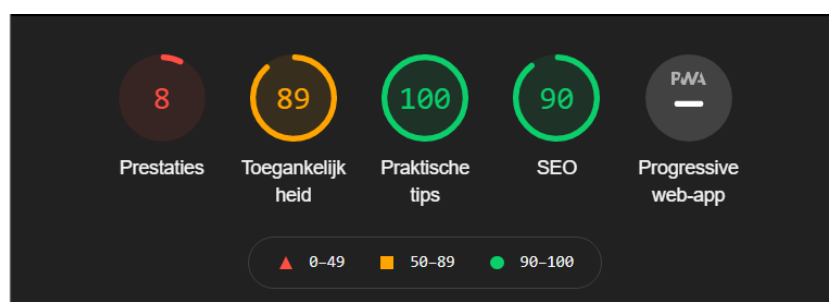 8 89 100 90 PWA
Prestaties Toegankelijk Praktische SEO Progressive
heid tips web-app
0–49 50–89 90–100